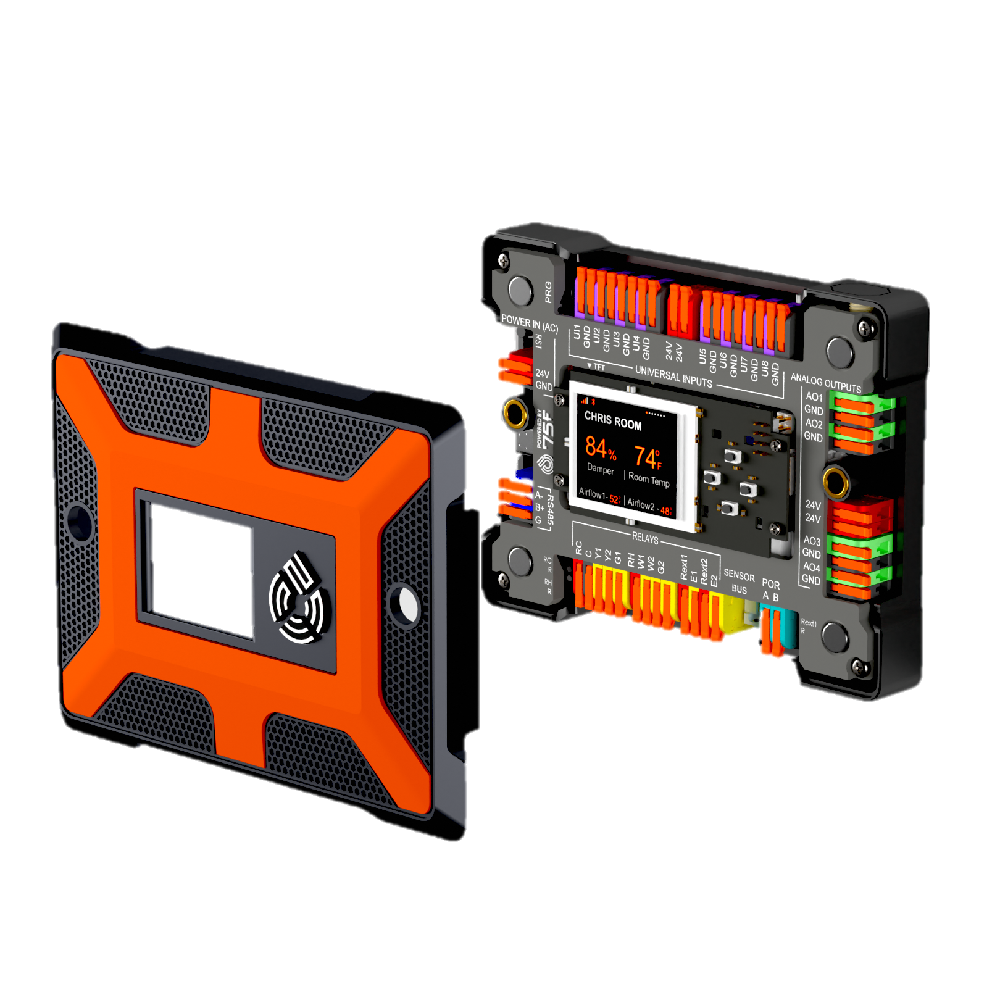 PRG
POWER IN (AC)
RST
24V
GND
UI1
GND
UI2
GND
UI3
GND
UI4
GND
24V
24V
UI5
GND
UI6
GND
UI7
GND
UI8
GND
▼TFT
UNIVERSAL INPUTS
ANALOG OUTPUTS
AO1
GND
AO2
GND
24V
24V
AO3
GND
AO4
GND
POWERED BY
75F
CHRIS ROOM
84% 74°F
Damper | Room Temp
Airflow1- 52 | Airflow2 - 48
A-
B+
G
RS485
RELAYS
RC
C
Y1
Y2
G1
RH
W1
W2
G2
Rext1
E1
Rext2
E2
SENSOR
BUS
POR
A B
RC
R
RH
R
Rext1
R